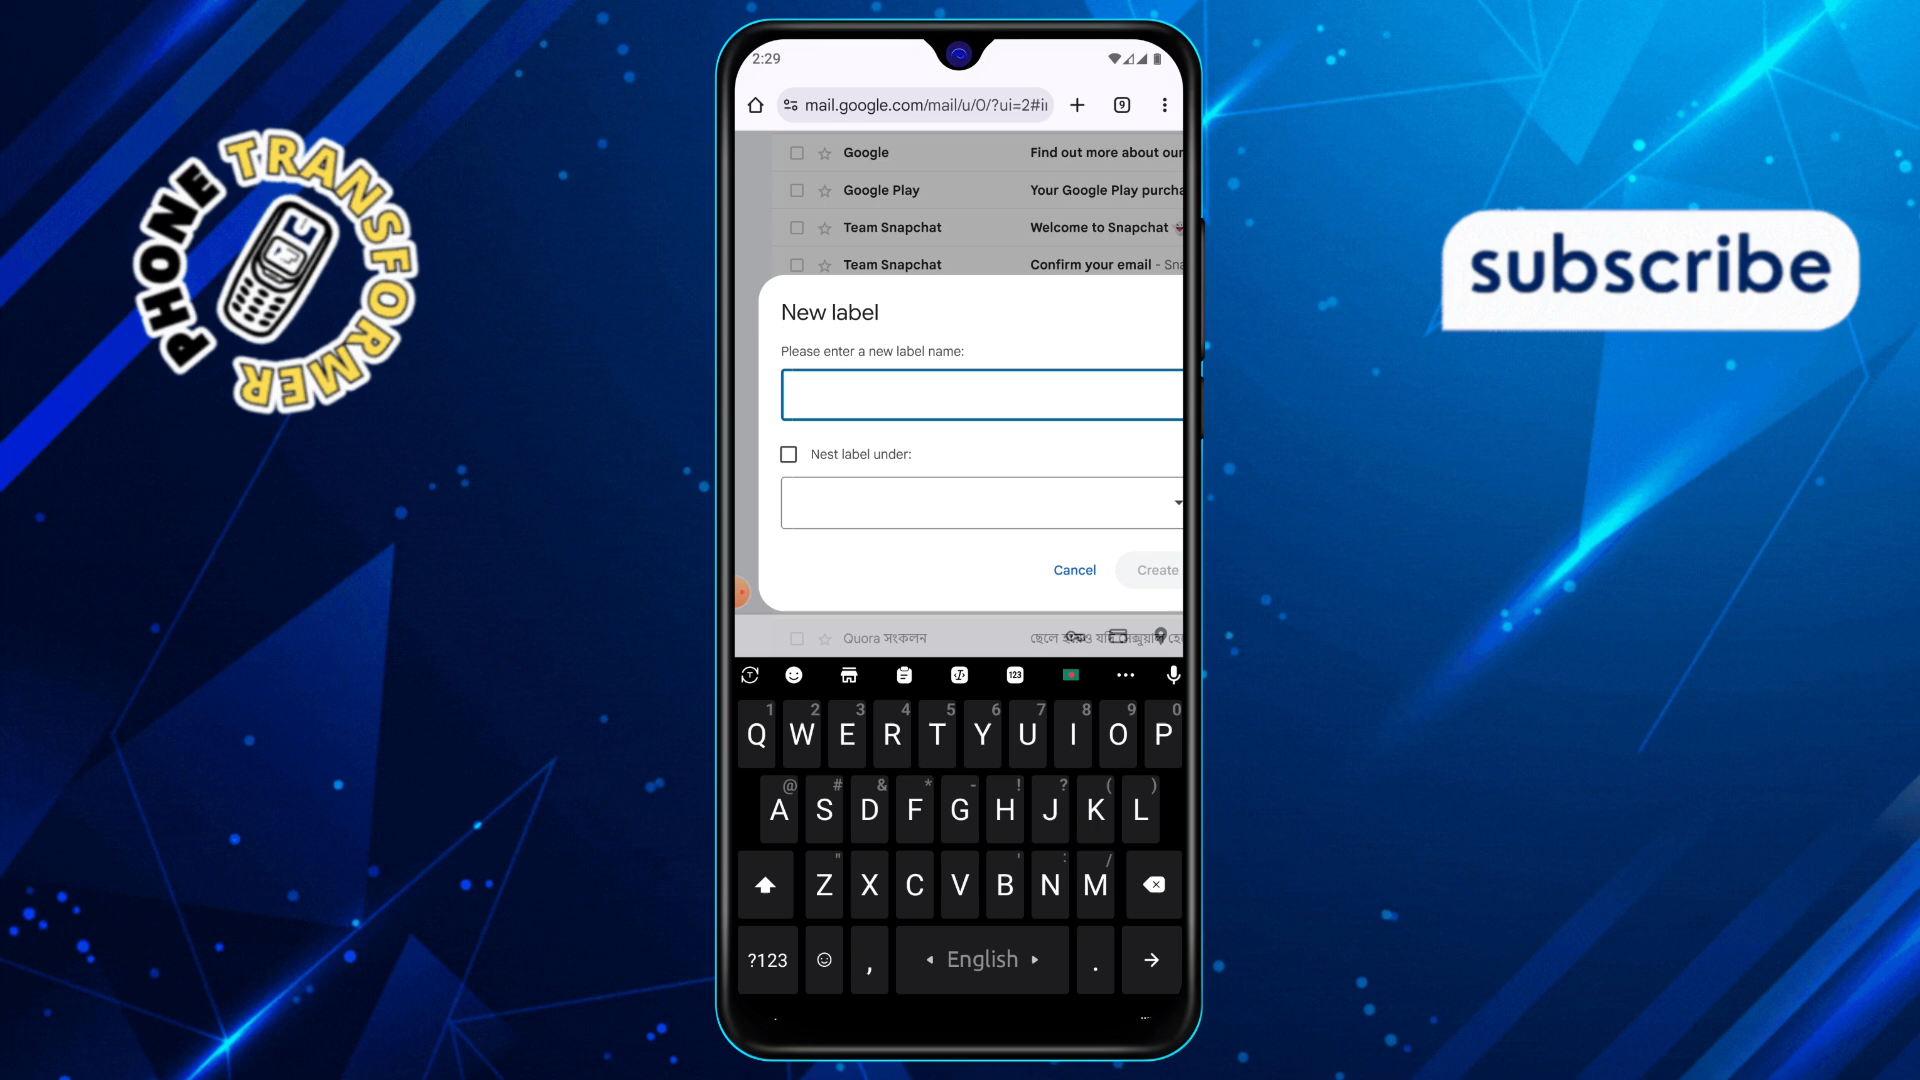 PHONE TRANSFORMER
subscribe
2:29
mail.google.com/mail/u/0/?ui=2#in
9
Google Find out more about our
Google Play Your Google Play purcha
Team Snapchat Welcome to Snapchat
Team Snapchat Confirm your email - Sna
New label
Please enter a new label name:
Nest label under:
Cancel Create
Quora সংকলন ছেলে যদি
123
1 2 3 4 5 6 7 8 9 0
Q W E R T Y U I O P
@ # & * - ! ? ( )
A S D F G H J K L
" ' : /
Z X C V B N M
?123 , English .